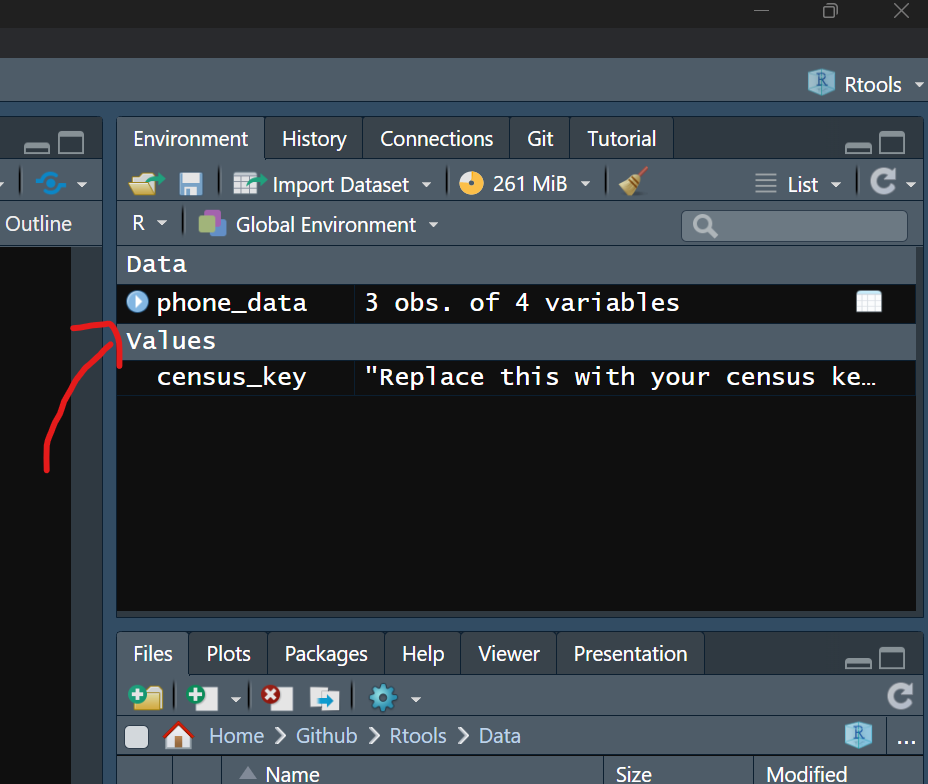 Rtools
Environment History Connections Git Tutorial
Import Dataset 261 MiB List
Outline
R Global Environment
Data
phone_data 3 obs. of 4 variables
Values
census_key "Replace this with your census ke…
Files Plots Packages Help Viewer Presentation
Home Github Rtools Data R ...
Name Size Modified